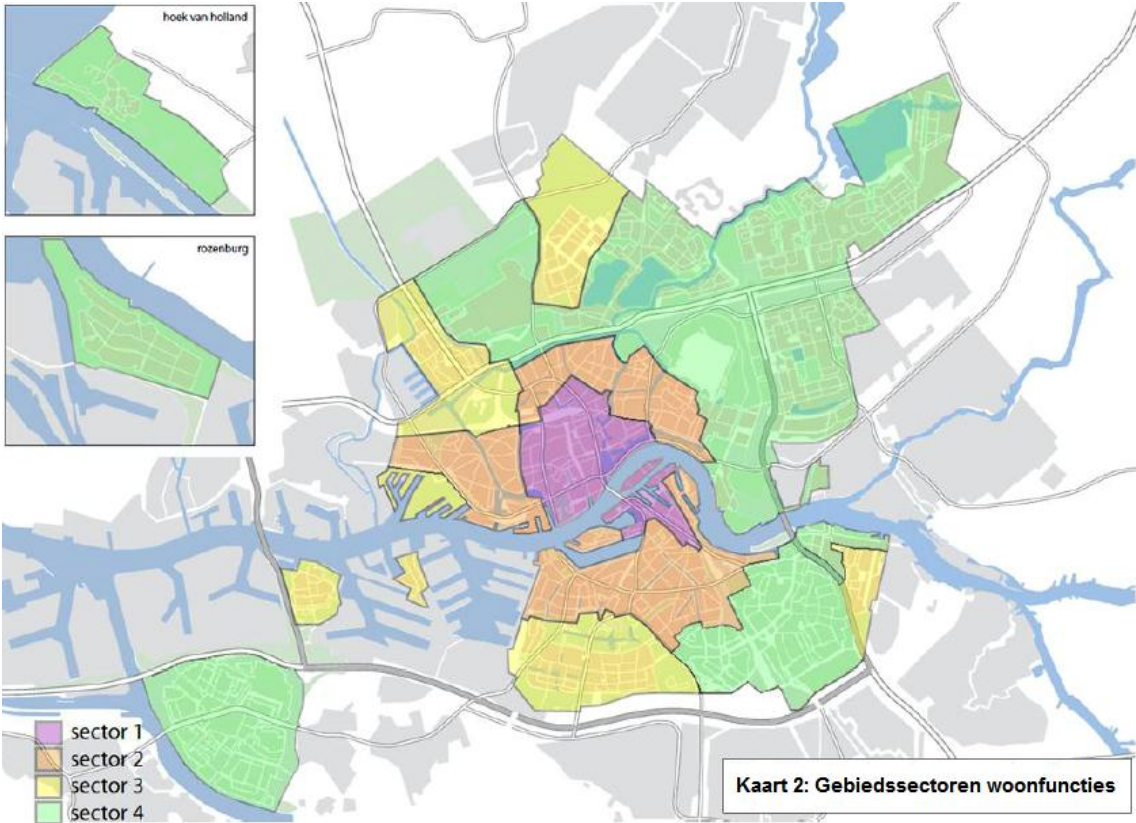 hoek van holland
rozenburg
sector 1
sector 2
sector 3
sector 4
Kaart 2: Gebiedssectoren woonfuncties